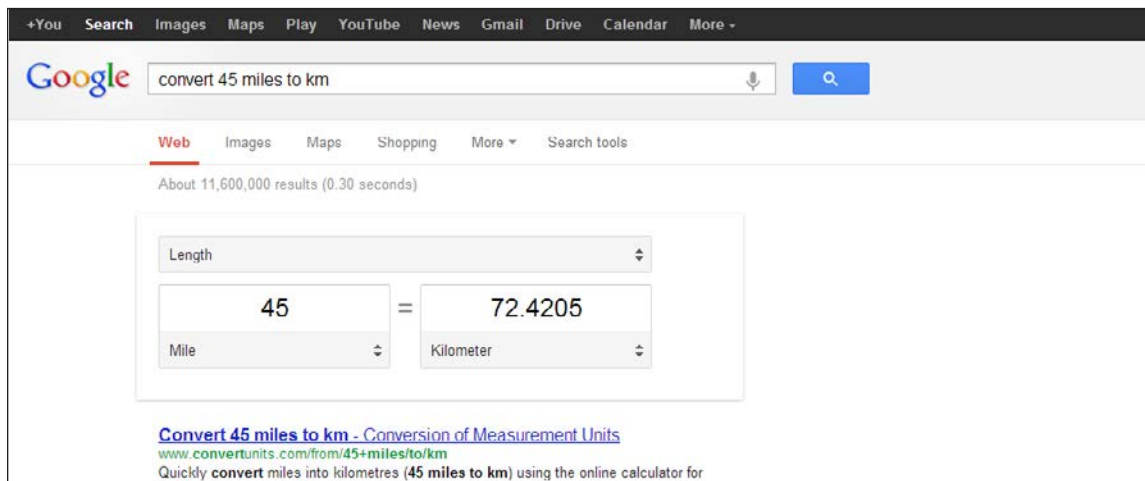 +You Search Images Maps Play YouTube News Gmail Drive Calendar More
Google convert 45 miles to km
Web Images Maps Shopping More Search tools
About 11,600,000 results (0.30 seconds)
Length
45 = 72.4205
Mile Kilometer
Convert 45 miles to km - Conversion of Measurement Units
www.convertunits.com/from/45+miles/to/km
Quickly convert miles into kilometres (45 miles to km) using the online calculator for